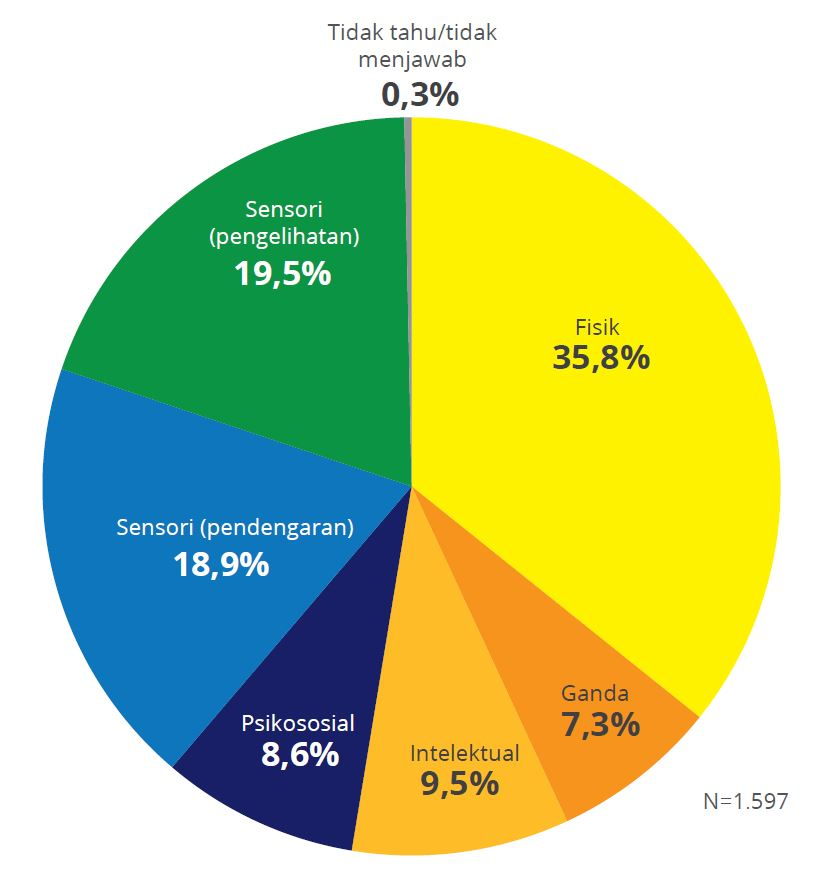 Tidak tahu/tidak
menjawab
0,3%
Sensori
(pengelihatan)
19,5%
Fisik
35,8%
Sensori (pendengaran)
18,9%
Ganda
7,3%
Psikososial
8,6%
Intelektual
9,5%
N=1.597